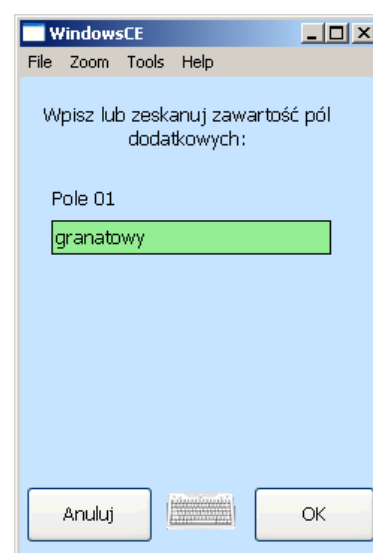 WindowsCE
File Zoom Tools Help
Wpisz lub zeskanuj zawartość pól
dodatkowych:
Pole 01
granatowy
Anuluj OK